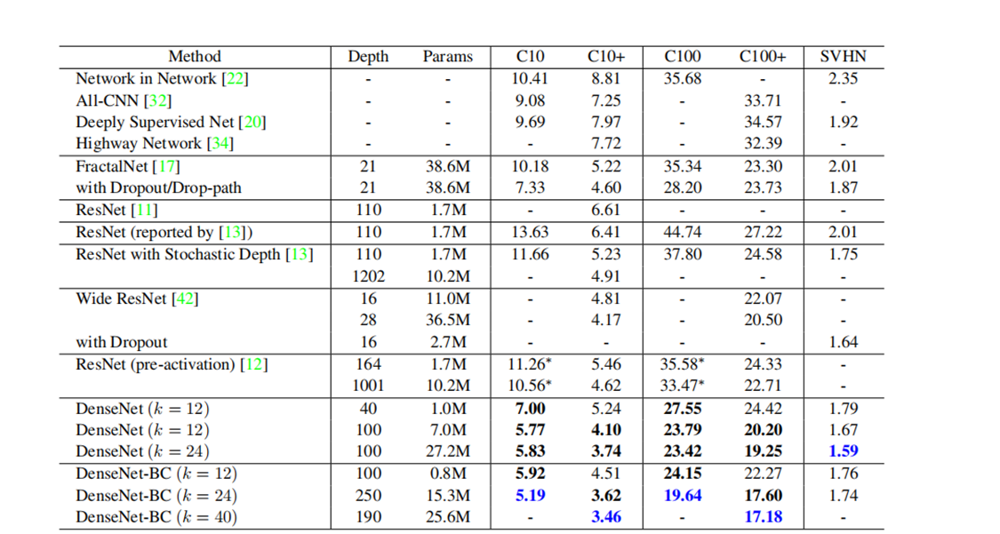 Method Depth Params C10 C10+ C100 C100+ SVHN
Network in Network [22] - - 10.41 8.81 35.68 - 2.35
All-CNN [32] - - 9.08 7.25 - 33.71 -
Deeply Supervised Net [20] - - 9.69 7.97 - 34.57 1.92
Highway Network [34] - - - 7.72 - 32.39 -
FractalNet [17] 21 38.6M 10.18 5.22 35.34 23.30 2.01
with Dropout/Drop-path 21 38.6M 7.33 4.60 28.20 23.73 1.87
ResNet [11] 110 1.7M - 6.61 - - -
ResNet (reported by [13]) 110 1.7M 13.63 6.41 44.74 27.22 2.01
ResNet with Stochastic Depth [13] 110 1.7M 11.66 5.23 37.80 24.58 1.75
1202 10.2M - 4.91 - - -
Wide ResNet [42] 16 11.0M - 4.81 - 22.07 -
28 36.5M - 4.17 - 20.50 -
with Dropout 16 2.7M - - - - 1.64
ResNet (pre-activation) [12] 164 1.7M 11.26* 5.46 35.58* 24.33 -
1001 10.2M 10.56* 4.62 33.47* 22.71 -
DenseNet (k = 12) 40 1.0M 7.00 5.24 27.55 24.42 1.79
DenseNet (k = 12) 100 7.0M 5.77 4.10 23.79 20.20 1.67
DenseNet (k = 24) 100 27.2M 5.83 3.74 23.42 19.25 1.59
DenseNet-BC (k = 12) 100 0.8M 5.92 4.51 24.15 22.27 1.76
DenseNet-BC (k = 24) 250 15.3M 5.19 3.62 19.64 17.60 1.74
DenseNet-BC (k = 40) 190 25.6M - 3.46 - 17.18 -